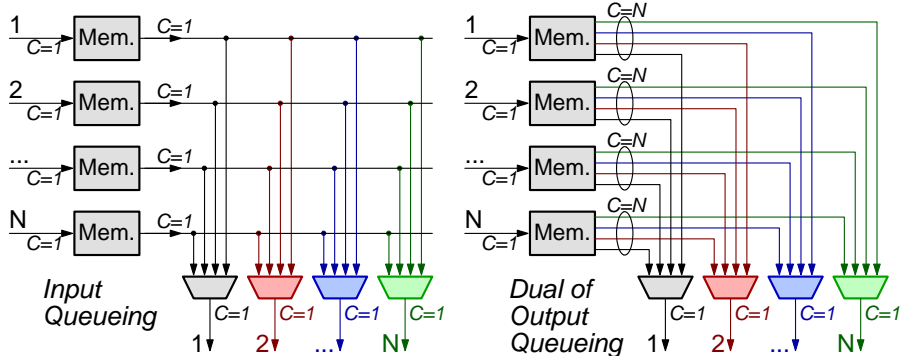 1
C=1
Mem.
C=1
2
C=1
Mem.
C=1
...
C=1
Mem.
C=1
N
C=1
Mem.
C=1
Input
Queueing
C=1
C=1
C=1
C=1
1
2
...
N
1
C=1
Mem.
C=N
2
C=1
Mem.
C=N
...
C=1
Mem.
C=N
N
C=1
Mem.
C=N
Dual of
Output
Queueing
C=1
C=1
C=1
C=1
1
2
...
N